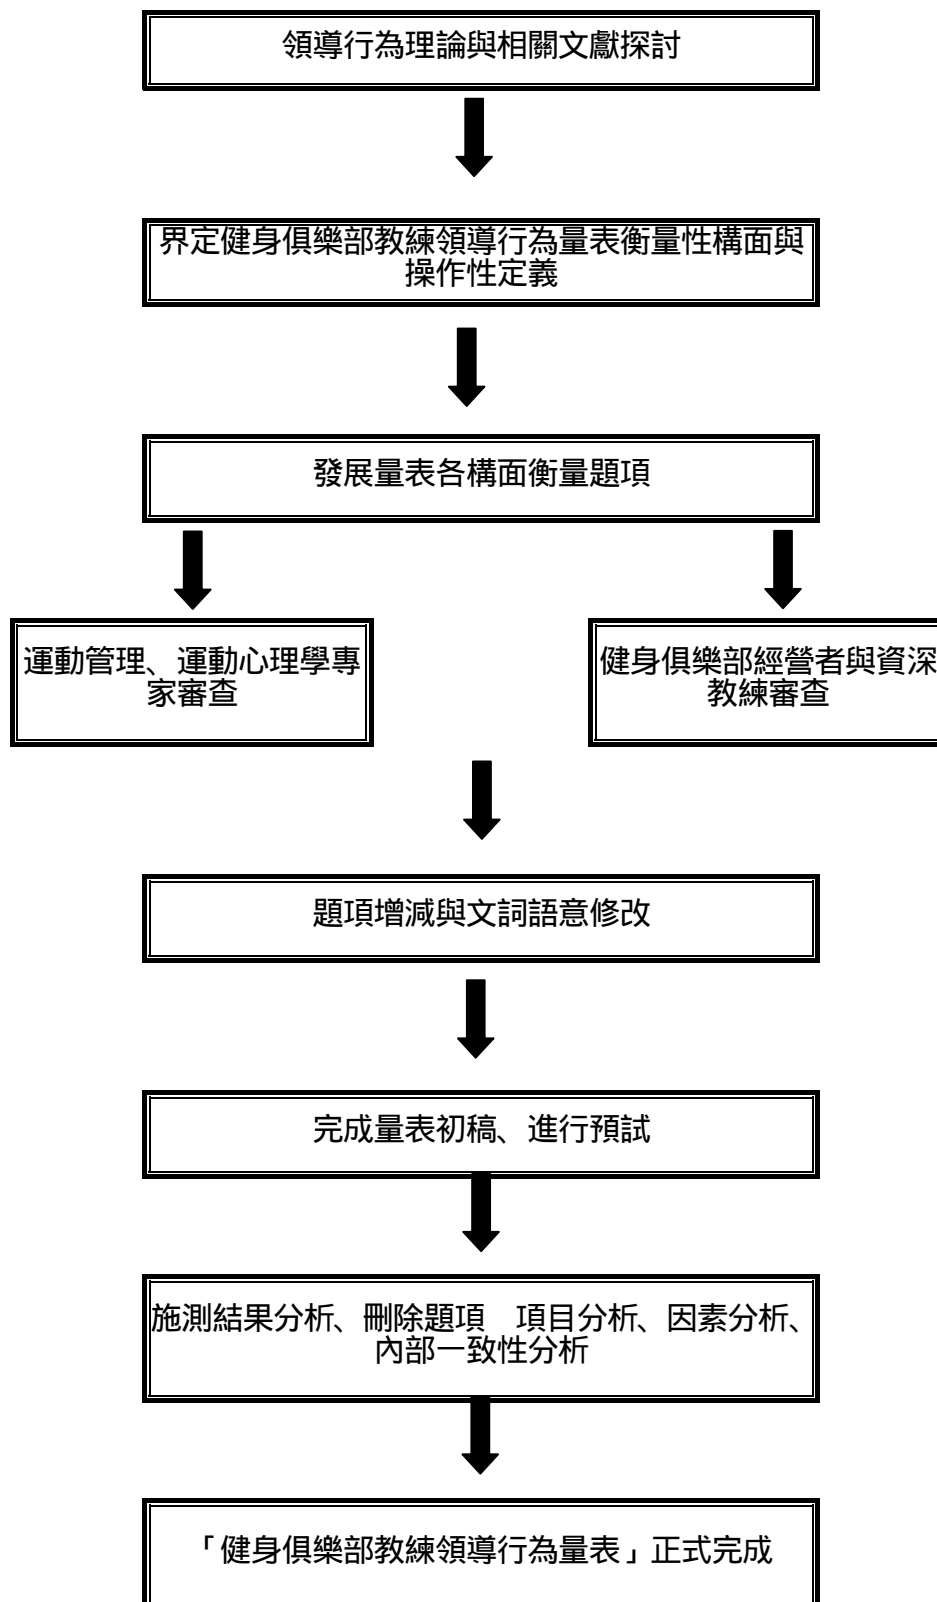 領導行為理論與相關文獻探討
界定健身俱樂部教練領導行為量表衡量性構面與
操作性定義
發展量表各構面衡量題項
運動管理、運動心理學專
家審查
健身俱樂部經營者與資深
教練審查
題項增減與文詞語意修改
完成量表初稿、進行預試
施測結果分析、刪除題項　項目分析、因素分析、
內部一致性分析
「健身俱樂部教練領導行為量表」正式完成